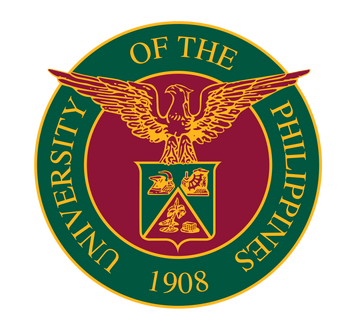 UNIVERSITY OF THE PHILIPPINES
1908